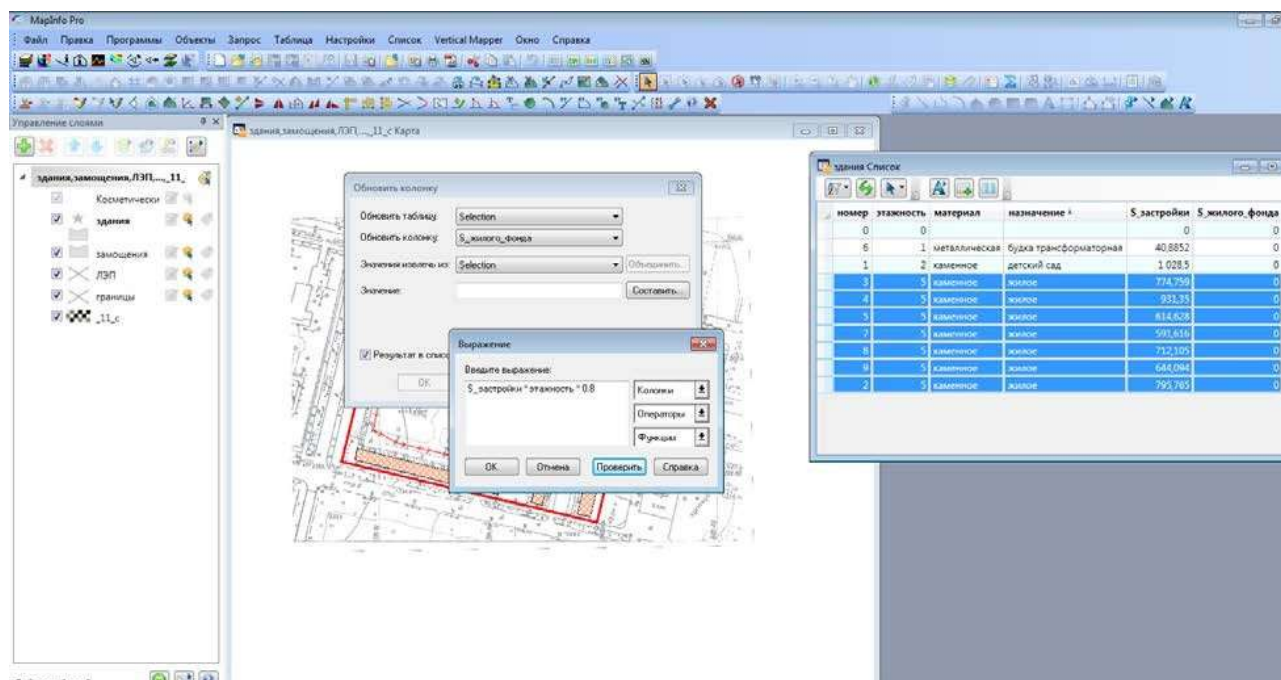 MapInfo Pro
Файл Правка Программы Объекты Запрос Таблица Настройки Список Vertical Mapper Окно Справка
Управление слоями
здания,замощения,ЛЭП,...,_11_
Косметически
здания
замощения
ЛЭП
границы
_11_с
здания,замощения,ЛЭП,...,_11_с Карта
Обновить колонку
Обновить таблицу: Selection
Обновить колонку: S_жилого_фонда
Значения извлечь из: Selection Объединить...
Значение: Составить...
Результат в списо
OK
Выражение
Введите выражение:
S_застройки * этажность * 0.8
Колонки
Операторы
Функции
OK Отмена Проверить Справка
здания Список
номер этажность материал назначение S_застройки S_жилого_фонда
0 0 0 0
6 1 металлическая будка трансформаторная 40,8852 0
1 2 каменное детский сад 1 028,5 0
3 5 каменное жилое 774,759 0
4 5 каменное жилое 931,35 0
5 5 каменное жилое 614,628 0
7 5 каменное жилое 591,616 0
8 5 каменное жилое 712,105 0
9 5 каменное жилое 644,094 0
2 5 каменное жилое 795,765 0